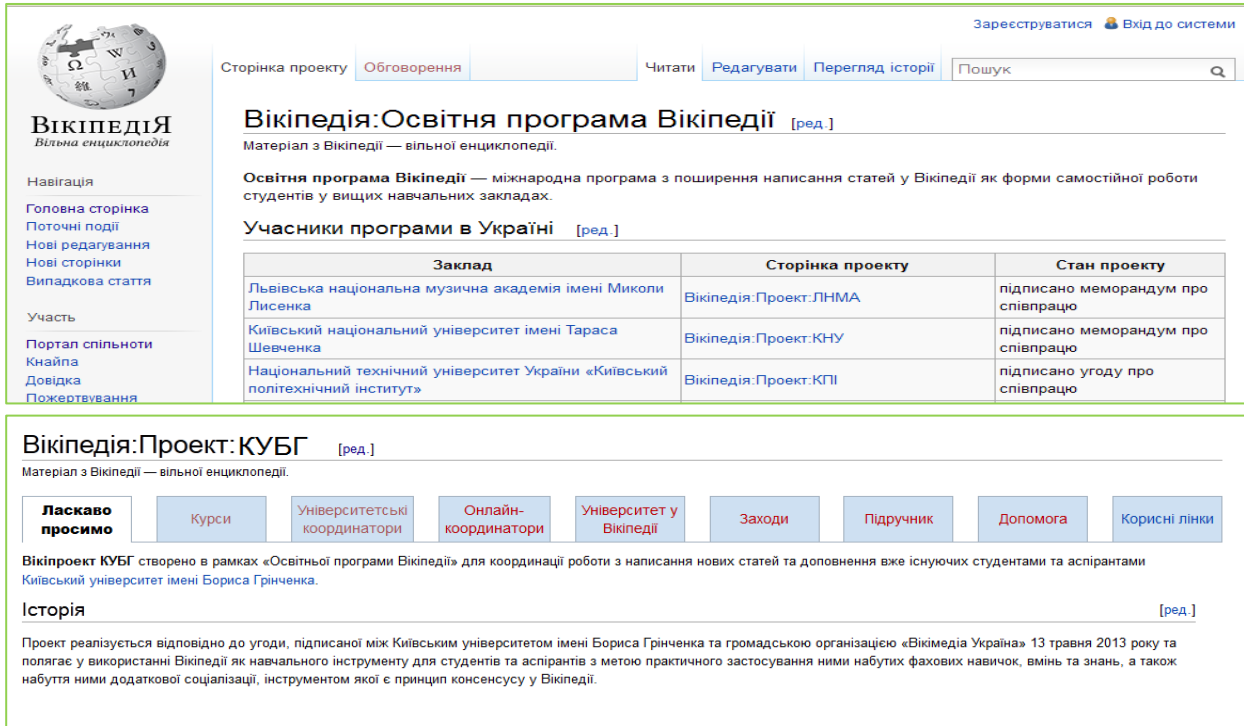 Зареєструватися Вхід до системи
Сторінка проекту Обговорення Читати Редагувати Перегляд історії Пошук
ВікіпедіЯ
Вільна енциклопедія
Вікіпедія:Освітня програма Вікіпедії [ред.]
Матеріал з Вікіпедії — вільної енциклопедії.
Освітня програма Вікіпедії — міжнародна програма з поширення написання статей у Вікіпедії як форми самостійної роботи
студентів у вищих навчальних закладах.
Навігація
Головна сторінка
Поточні події
Нові редагування
Нові сторінки
Випадкова стаття
Участь
Портал спільноти
Кнайпа
Довідка
Пожертвування
Учасники програми в Україні [ред.]
Заклад Сторінка проекту Стан проекту
Львівська національна музична академія імені Миколи
Лисенка
Вікіпедія:Проект:ЛНМА
підписано меморандум про
співпрацю
Київський національний університет імені Тараса
Шевченка
Вікіпедія:Проект:КНУ
підписано меморандум про
співпрацю
Національний технічний університет України «Київський
політехнічний інститут»
Вікіпедія:Проект:КПІ
підписано угоду про
співпрацю
Вікіпедія:Проект:КУБГ [ред.]
Матеріал з Вікіпедії — вільної енциклопедії.
Ласкаво
просимо
Курси
Університетські
координатори
Онлайн-
координатори
Університет у
Вікіпедії
Заходи
Підручник
Допомога
Корисні лінки
Вікіпроект КУБГ створено в рамках «Освітньої програми Вікіпедії» для координації роботи з написання нових статей та доповнення вже існуючих студентами та аспірантами
Київський університет імені Бориса Грінченка.
Історія [ред.]
Проект реалізується відповідно до угоди, підписаної між Київським університетом імені Бориса Грінченка та громадською організацією «Вікімедіа Україна» 13 травня 2013 року та
полягає у використанні Вікіпедії як навчального інструменту для студентів та аспірантів з метою практичного застосування ними набутих фахових навичок, вмінь та знань, а також
набуття ними додаткової соціалізації, інструментом якої є принцип консенсусу у Вікіпедії.